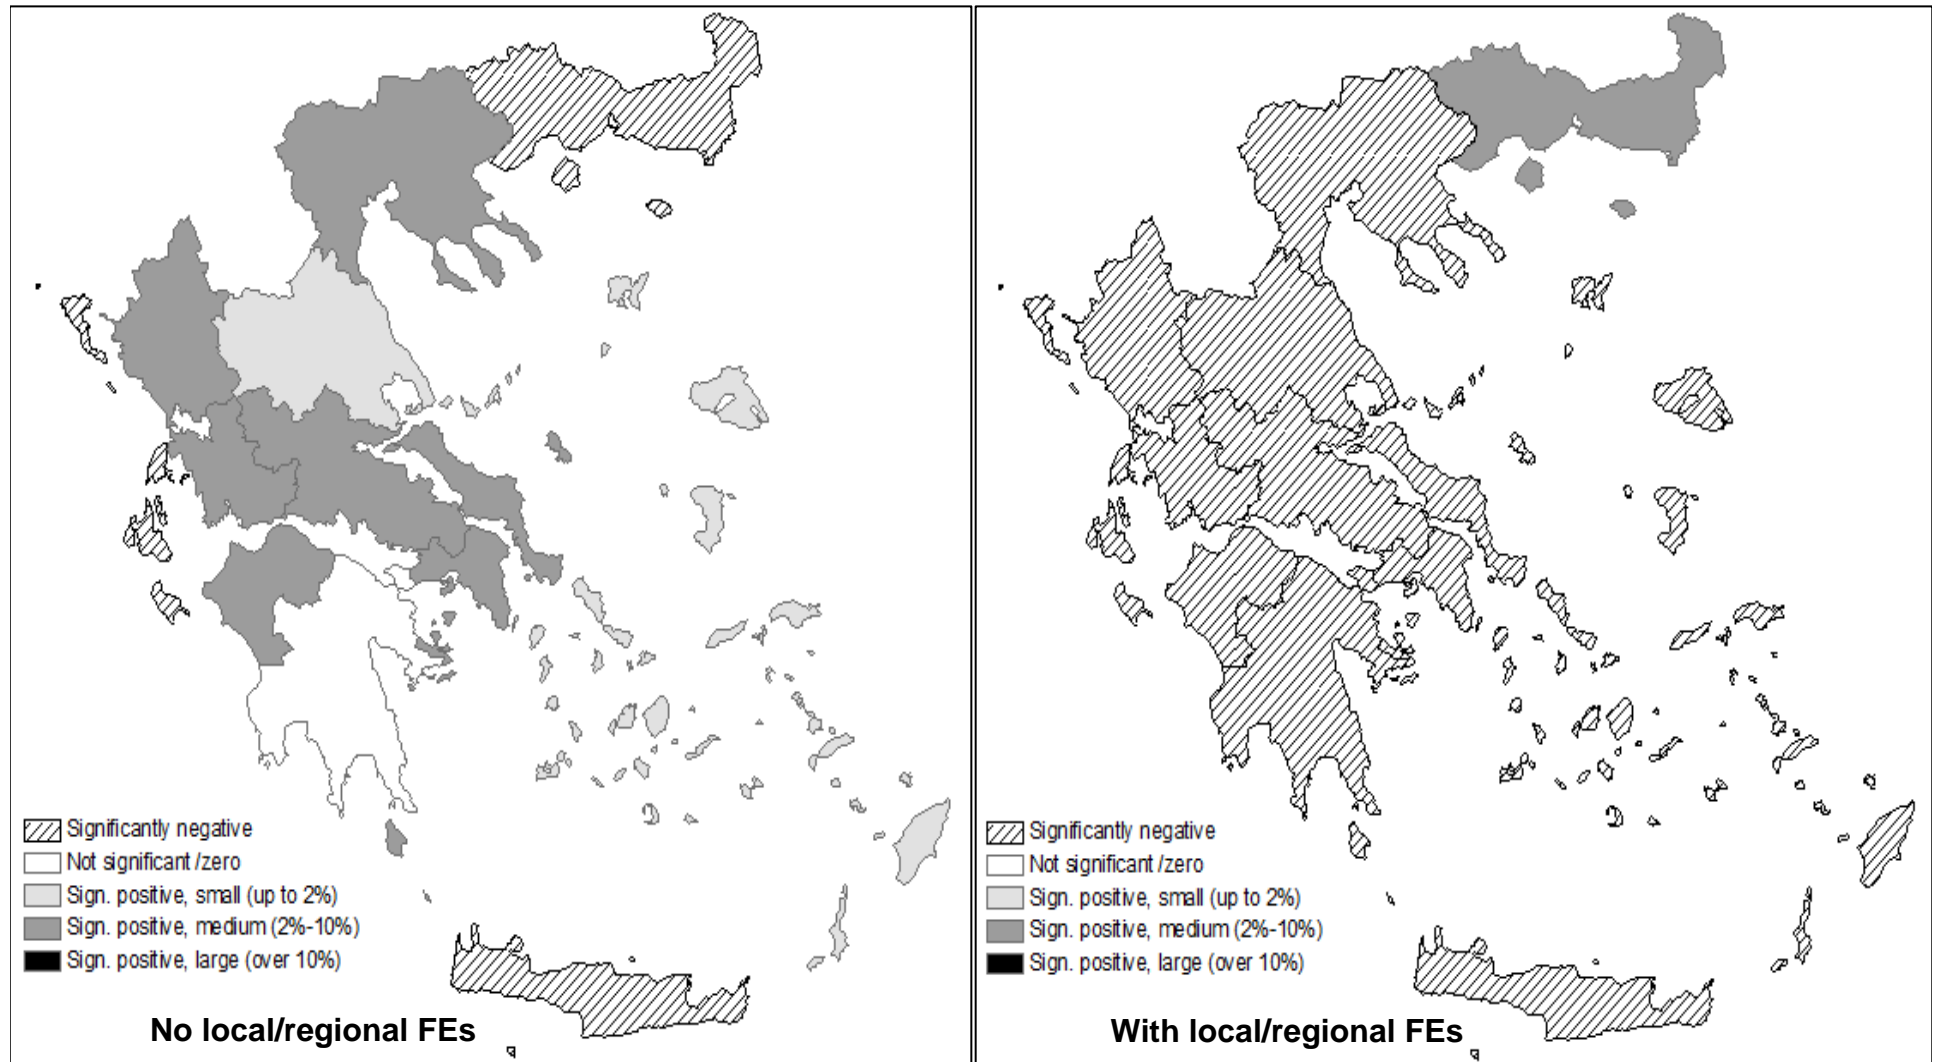 Significantly negative
Not significant /zero
Sign. positive, small (up to 2%)
Sign. positive, medium (2%-10%)
Sign. positive, large (over 10%)
No local/regional FEs
Significantly negative
Not significant /zero
Sign. positive, small (up to 2%)
Sign. positive, medium (2%-10%)
Sign. positive, large (over 10%)
With local/regional FEs